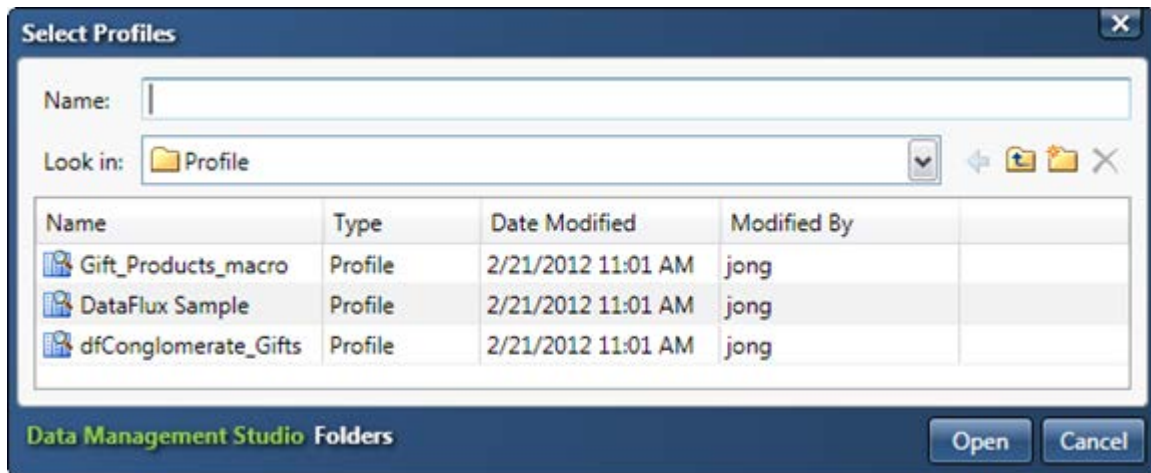 Select Profiles
Name:
Look in: Profile
Name Type Date Modified Modified By
Gift_Products_macro Profile 2/21/2012 11:01 AM jong
DataFlux Sample Profile 2/21/2012 11:01 AM jong
dfConglomerate_Gifts Profile 2/21/2012 11:01 AM jong
Data Management Studio Folders Open Cancel